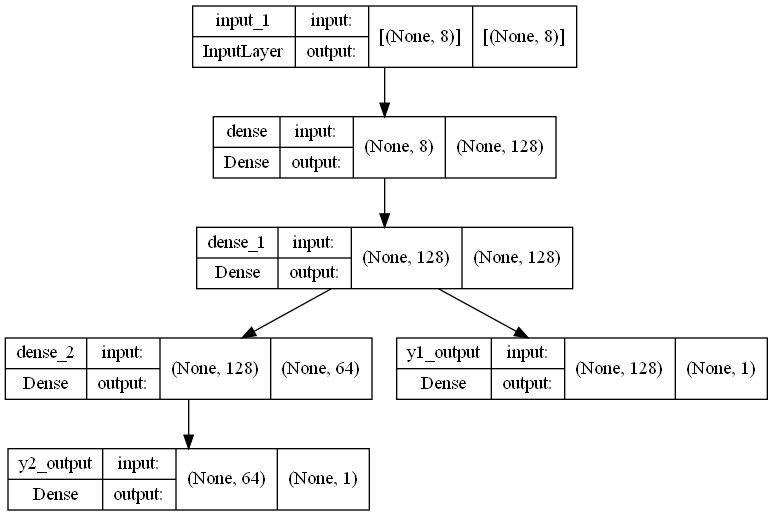 input_1 input: [(None, 8)] [(None, 8)]
InputLayer output:
dense input: (None, 8) (None, 128)
Dense output:
dense_1 input: (None, 128) (None, 128)
Dense output:
dense_2 input: (None, 128) (None, 64)
Dense output:
y1_output input: (None, 128) (None, 1)
Dense output:
y2_output input: (None, 64) (None, 1)
Dense output: